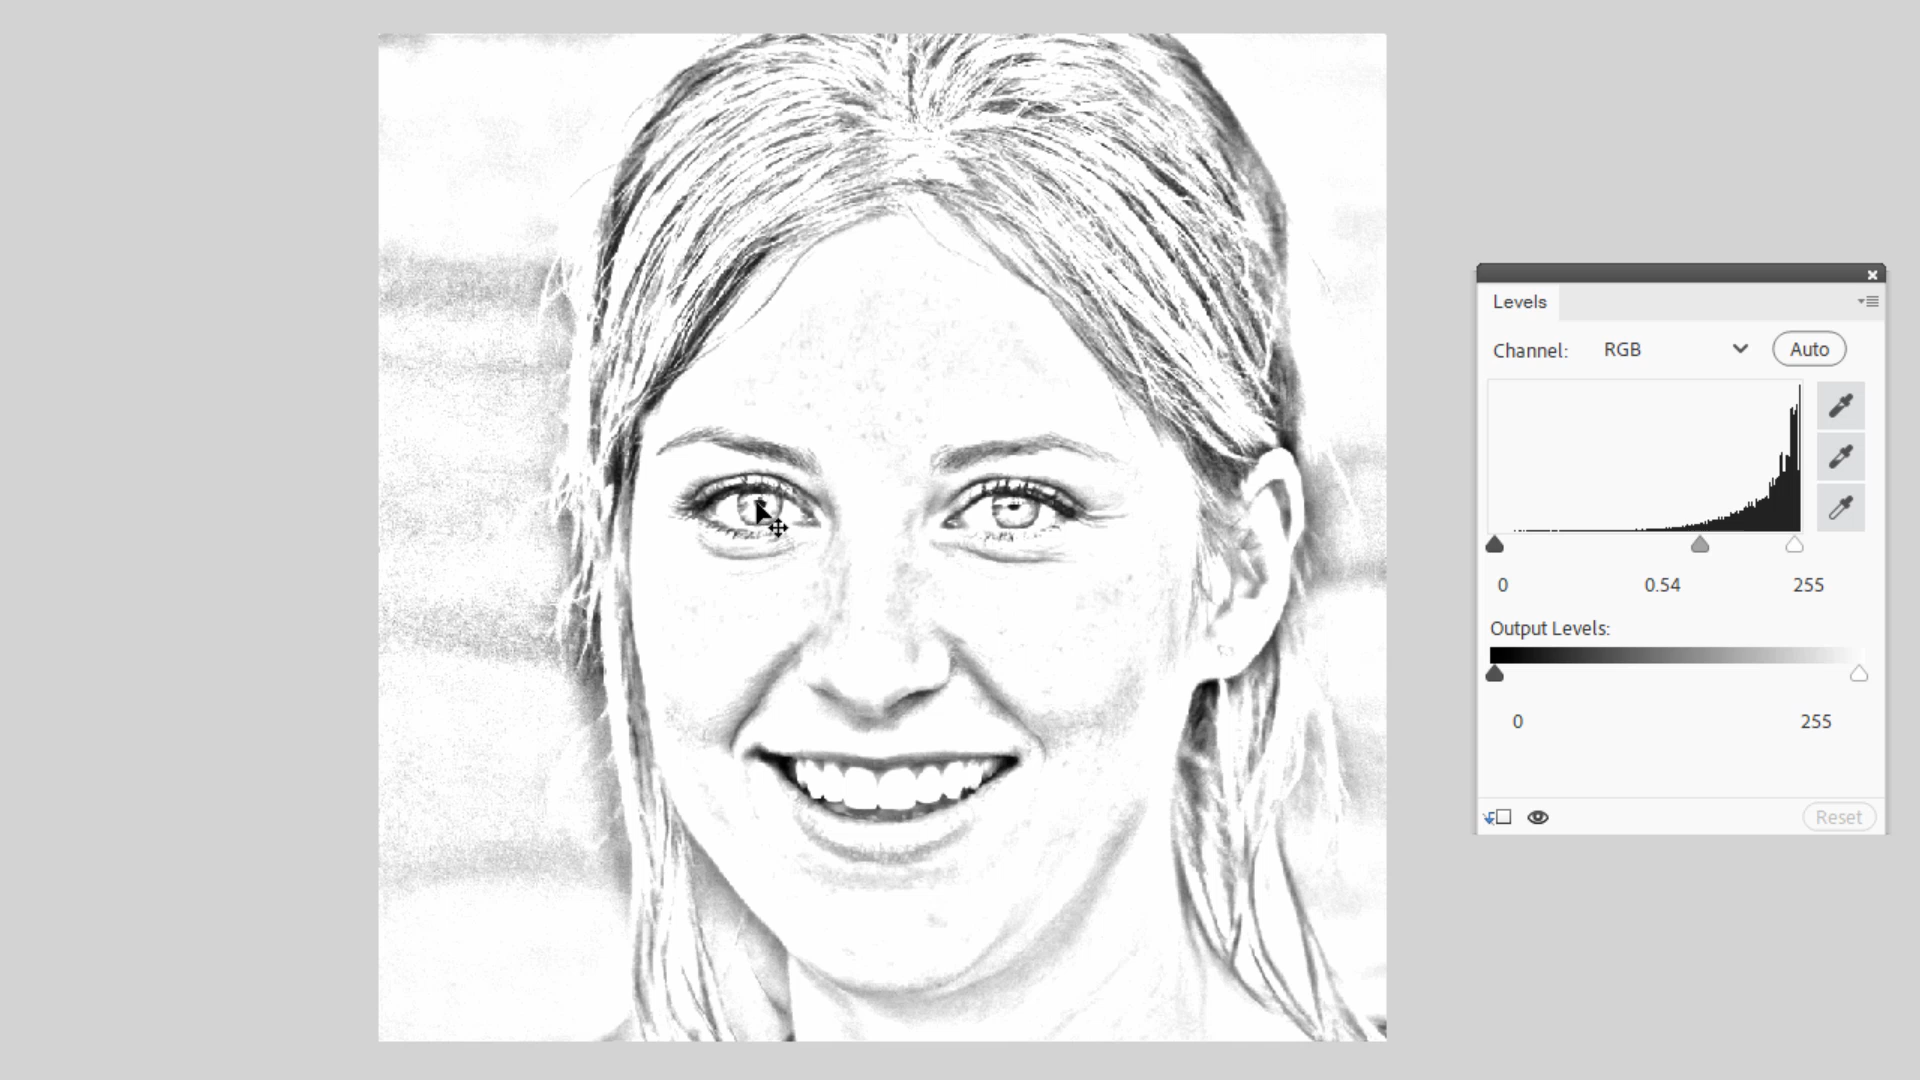 Levels
Channel: RGB Auto
0 0.54 255
Output Levels:
0 255
Reset